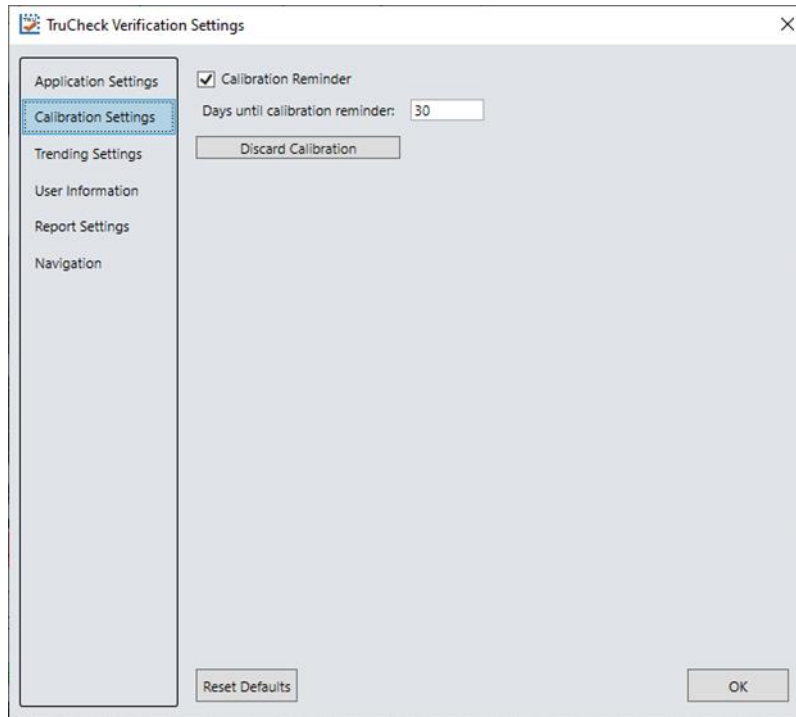 TruCheck Verification Settings
Application Settings
Calibration Settings
Trending Settings
User Information
Report Settings
Navigation
Calibration Reminder
Days until calibration reminder: 30
Discard Calibration
Reset Defaults
OK